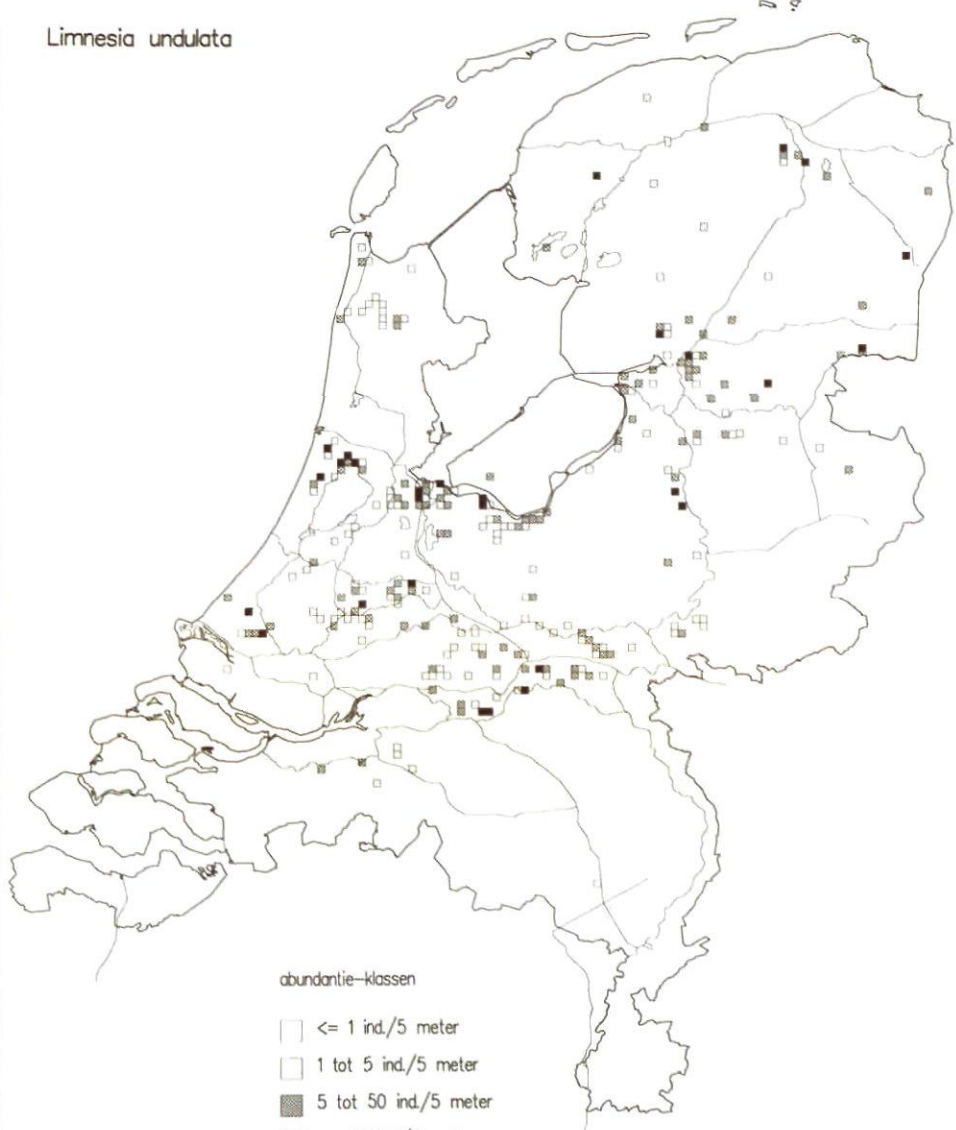 Limnesia undulata
abundantie-klassen
<= 1 ind./5 meter
1 tot 5 ind./5 meter
5 tot 50 ind./5 meter